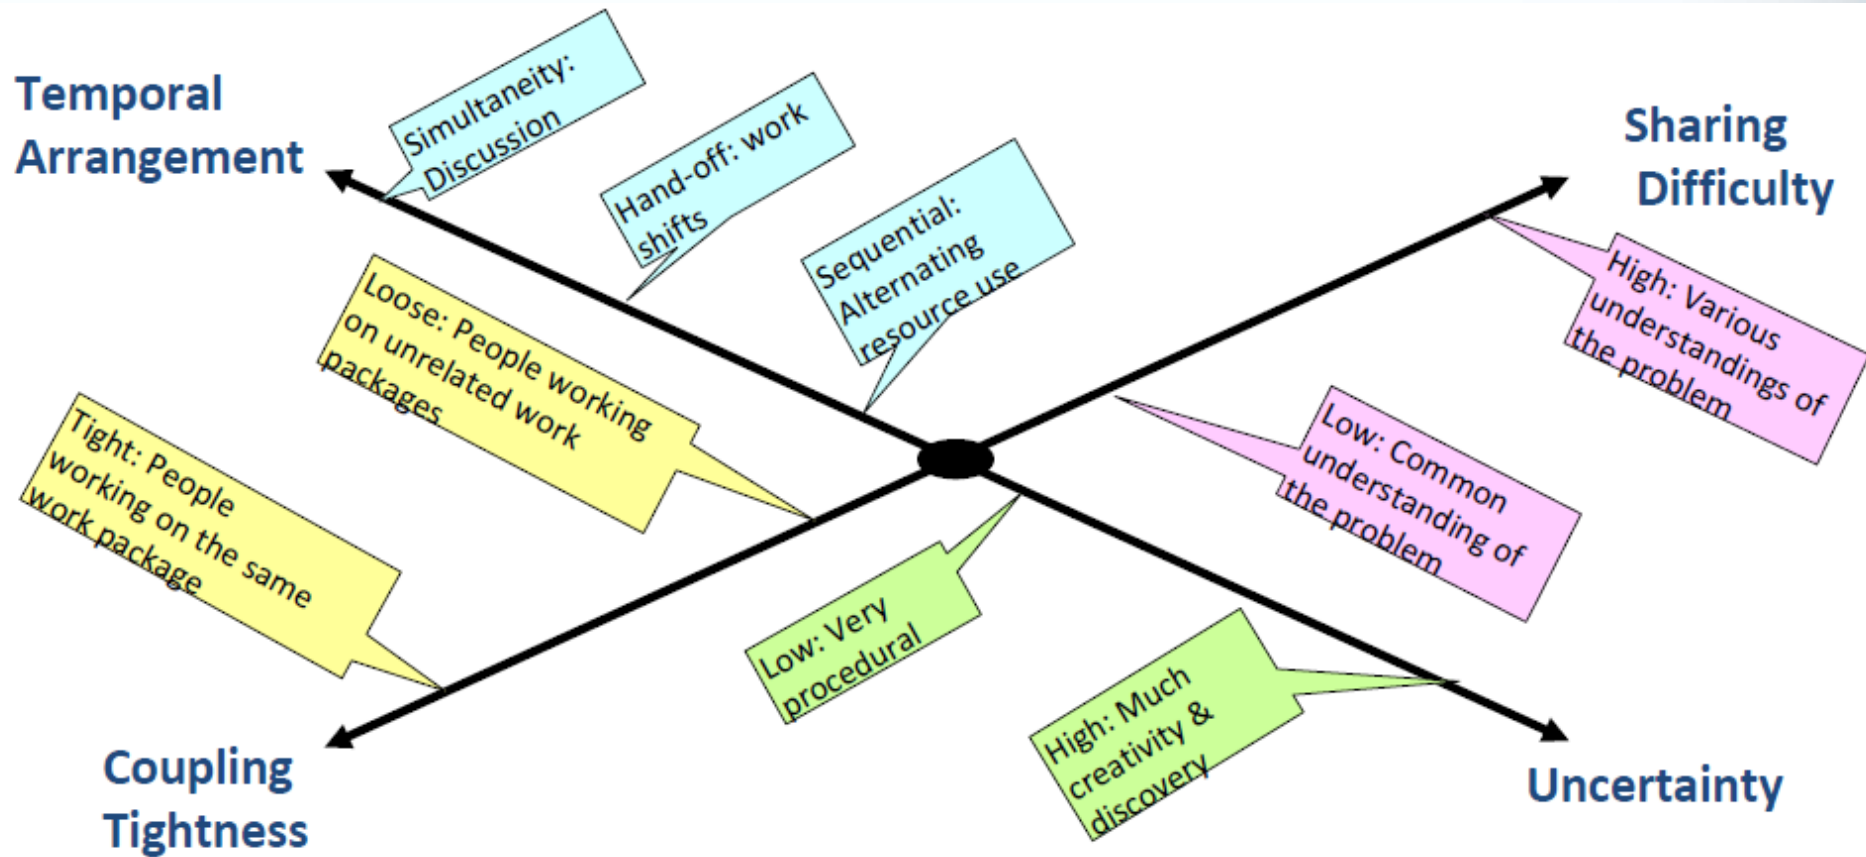 Temporal
Arrangement
Simultaneity:
Discussion
Hand-off: work
shifts
Sequential:
Alternating
resource use
Sharing
Difficulty
High: Various
understandings of
the problem
Low: Common
understanding of
the problem
Loose: People working
on unrelated work
packages
Tight: People
working on the same
work package
Coupling
Tightness
Low: Very
procedural
High: Much
creativity &
discovery
Uncertainty